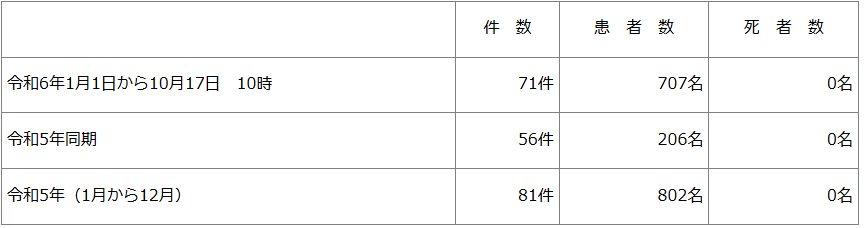 件　数　患　者　数　死　者　数
令和6年1月1日から10月17日　10時　71件　707名　0名
令和5年同期　56件　206名　0名
令和5年（1月から12月）　81件　802名　0名